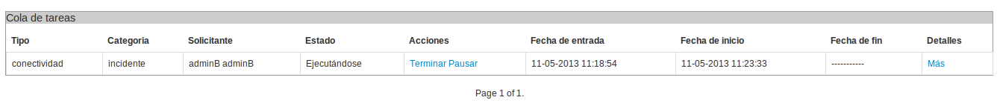 Cola de tareas
Tipo Categoria Solicitante Estado Acciones Fecha de entrada Fecha de inicio Fecha de fin Detalles
conectividad incidente adminB adminB Ejecutándose Terminar Pausar 11-05-2013 11:18:54 11-05-2013 11:23:33 ----------- Más
Page 1 of 1.